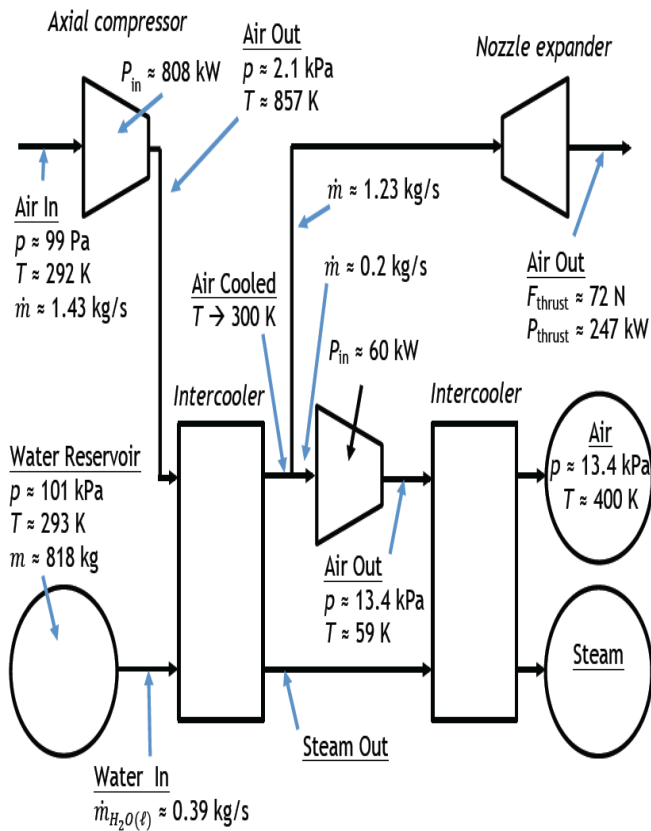 Axial compressor
P_in ≈ 808 kW
Air Out
p ≈ 2.1 kPa
T ≈ 857 K
Nozzle expander
Air In
p ≈ 99 Pa
T ≈ 292 K
ṁ ≈ 1.43 kg/s
ṁ ≈ 1.23 kg/s
Air Out
F_thrust ≈ 72 N
P_thrust ≈ 247 kW
Air Cooled
T → 300 K
ṁ ≈ 0.2 kg/s
P_in ≈ 60 kW
Intercooler
Intercooler
Water Reservoir
p ≈ 101 kPa
T ≈ 293 K
m ≈ 818 kg
Air
p ≈ 13.4 kPa
T ≈ 400 K
Air Out
p ≈ 13.4 kPa
T ≈ 59 K
Steam
Steam Out
Water In
ṁ_H₂O(ℓ) ≈ 0.39 kg/s